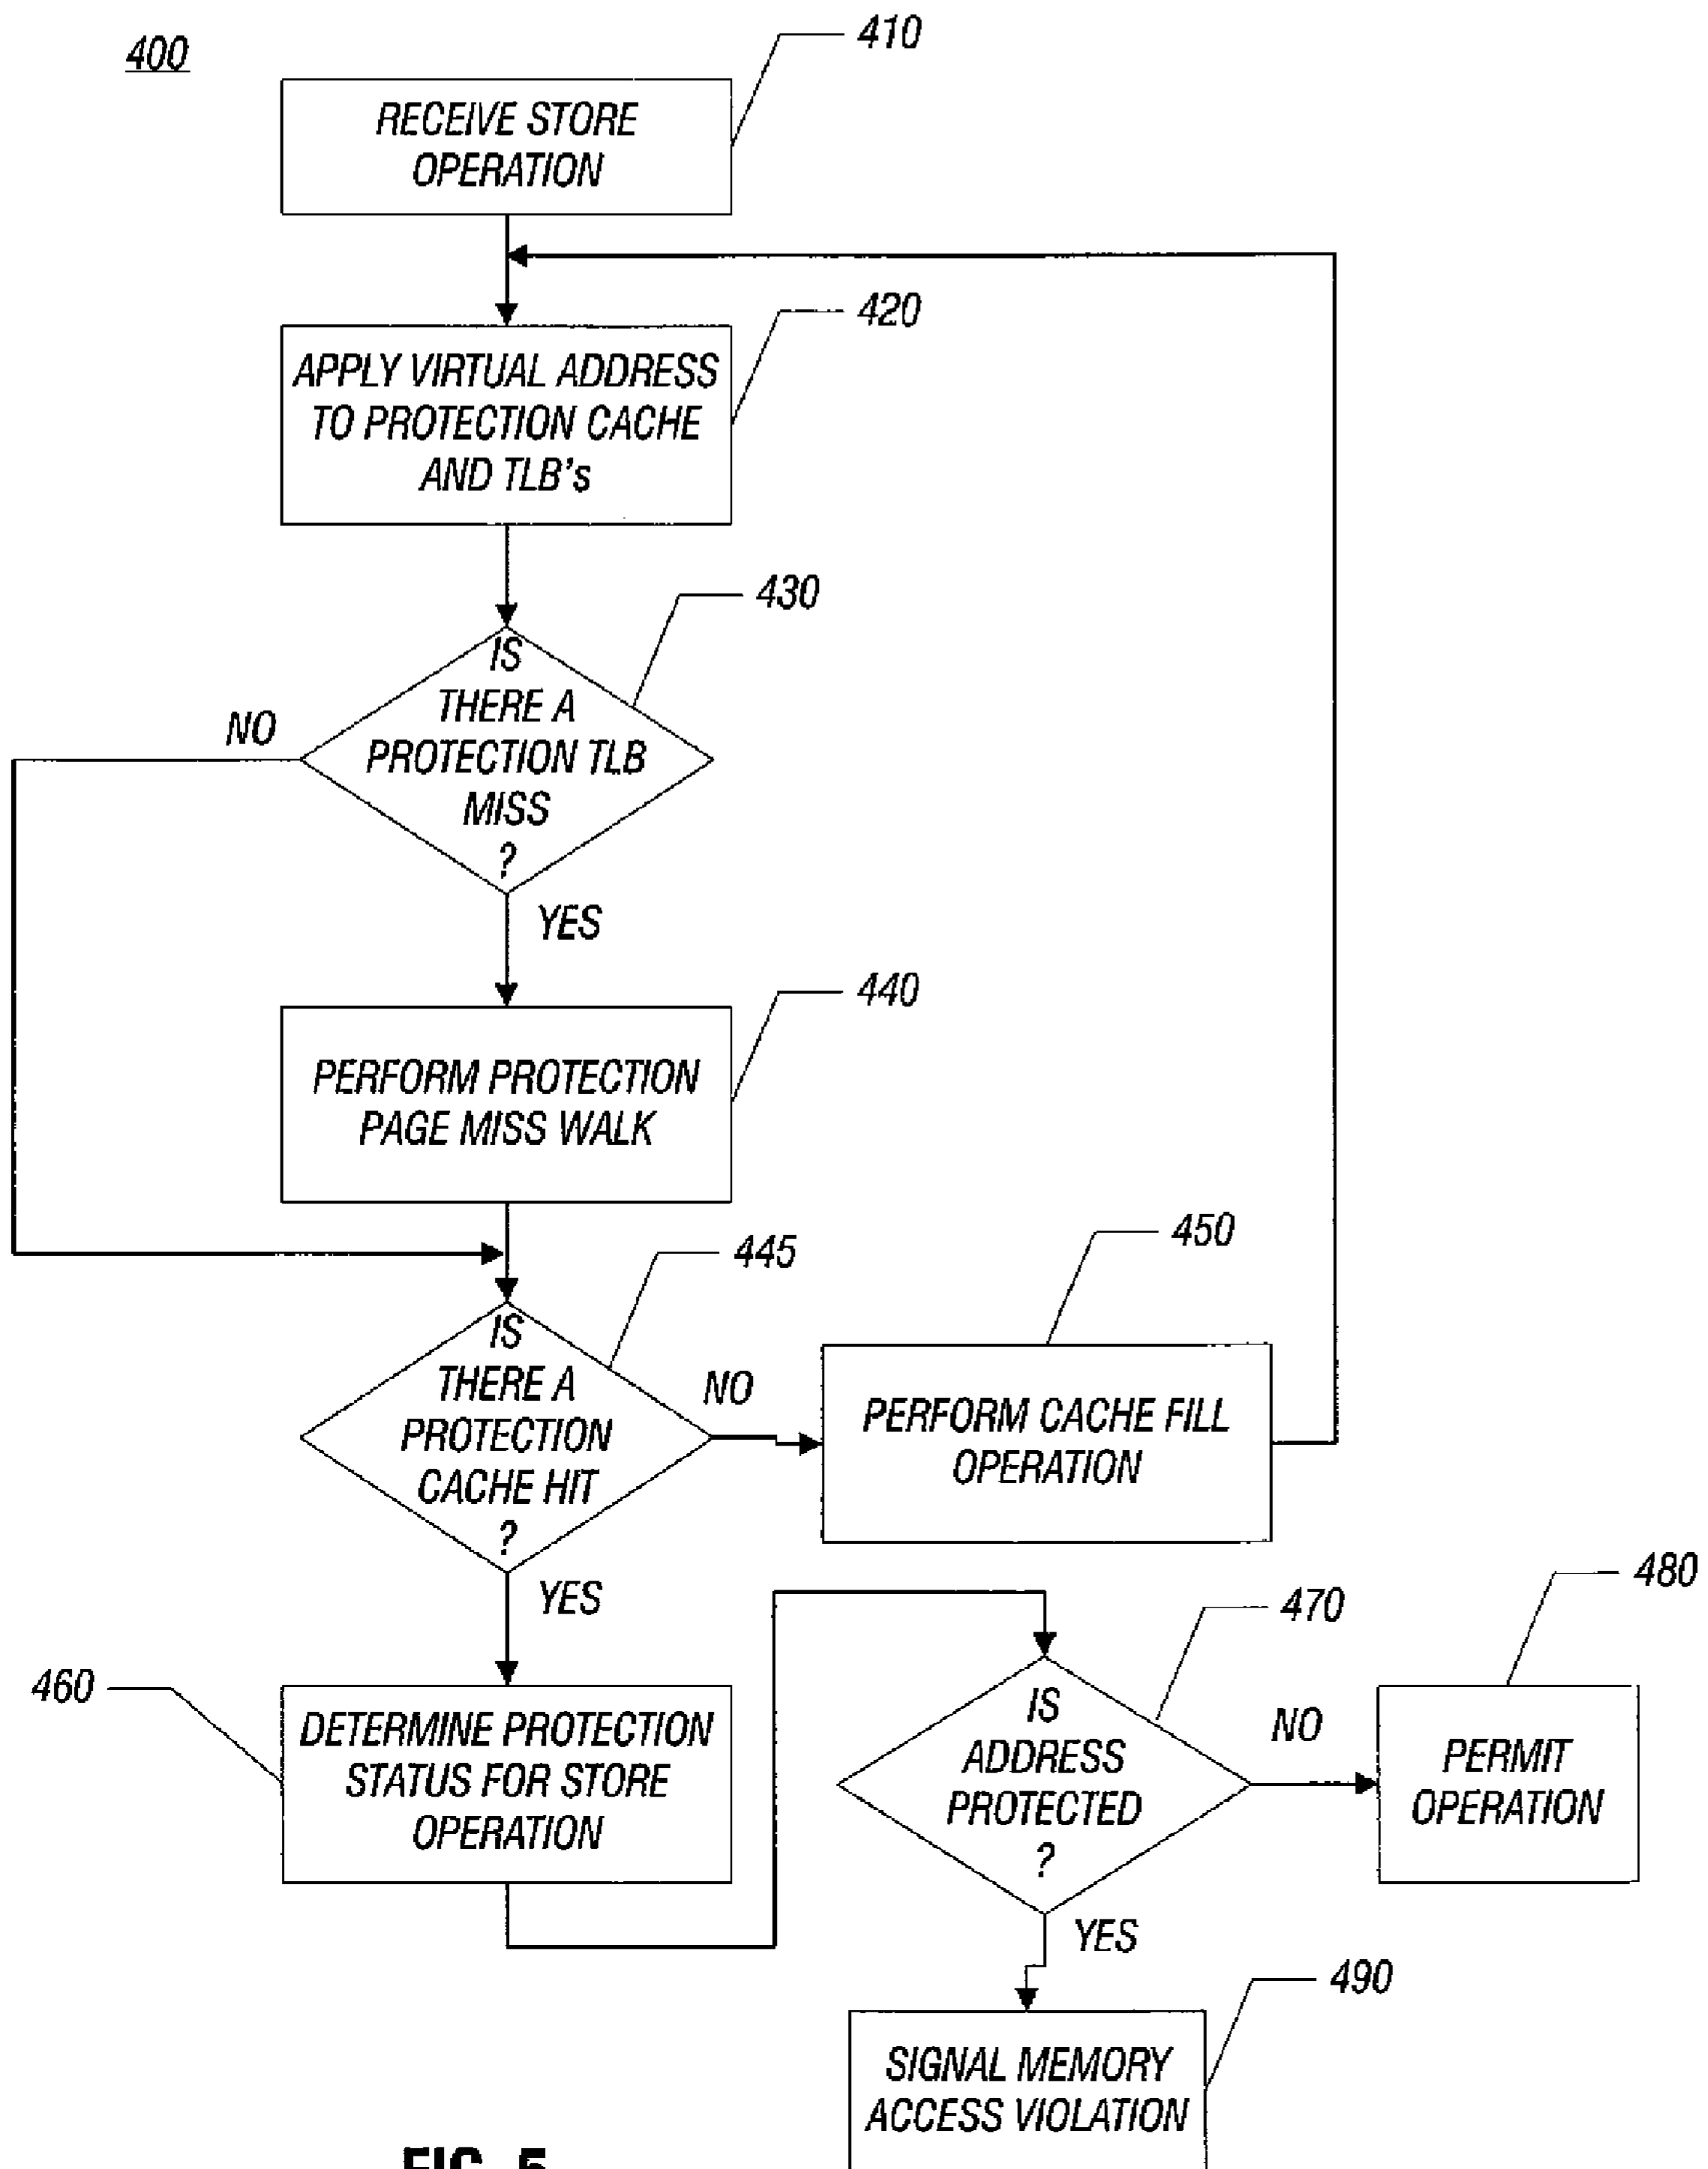 400
410
RECEIVE STORE
OPERATION
420
APPLY VIRTUAL ADDRESS
TO PROTECTION CACHE
AND TLB's
430
IS
THERE A
PROTECTION TLB
MISS
?
NO
YES
440
PERFORM PROTECTION
PAGE MISS WALK
445
IS
THERE A
PROTECTION
CACHE HIT
?
NO
450
PERFORM CACHE FILL
OPERATION
YES
460
DETERMINE PROTECTION
STATUS FOR STORE
OPERATION
470
IS
ADDRESS
PROTECTED
?
NO
480
PERMIT
OPERATION
YES
490
SIGNAL MEMORY
ACCESS VIOLATION
FIG. 5